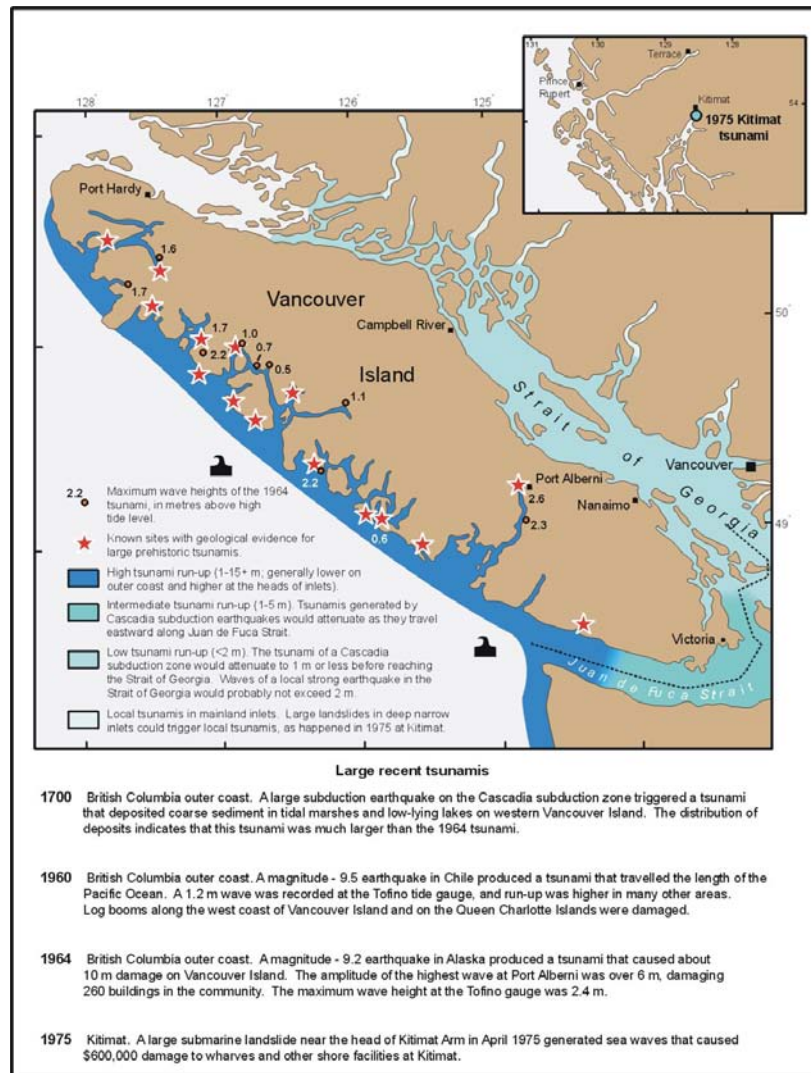 131
130
129
128
Terrace
Prince
Rupert
Kitimat
54
1975 Kitimat
tsunami
128°
127
126
125
Port Hardy
1.6
1.7
Vancouver
50°
1.7
1.0
Campbell River
2.2
0.7
0.5
Island
1.1
Strait of Georgia
Vancouver
2.2
Port Alberni
2.6
Nanaimo
2.3
49°
0.6
Victoria
Juan de Fuca Strait
2.2
Maximum wave heights of the 1964
tsunami, in metres above high
tide level.
Known sites with geological evidence for
large prehistoric tsunamis.
High tsunami run-up (1-15+ m; generally lower on
outer coast and higher at the heads of inlets).
Intermediate tsunami run-up (1-5 m). Tsunamis generated by
Cascadia subduction earthquakes would attenuate as they travel
eastward along Juan de Fuca Strait.
Low tsunami run-up (<2 m). The tsunami of a Cascadia
subduction zone would attenuate to 1 m or less before reaching
the Strait of Georgia. Waves of a local strong earthquake in the
Strait of Georgia would probably not exceed 2 m.
Local tsunamis in mainland inlets. Large landslides in deep narrow
inlets could trigger local tsunamis, as happened in 1975 at Kitimat.
Large recent tsunamis
1700 British Columbia outer coast. A large subduction earthquake on the Cascadia subduction zone triggered a tsunami
that deposited coarse sediment in tidal marshes and low-lying lakes on western Vancouver Island. The distribution of
deposits indicates that this tsunami was much larger than the 1964 tsunami.
1960 British Columbia outer coast. A magnitude - 9.5 earthquake in Chile produced a tsunami that travelled the length of the
Pacific Ocean. A 1.2 m wave was recorded at the Tofino tide gauge, and run-up was higher in many other areas.
Log booms along the west coast of Vancouver Island and on the Queen Charlotte Islands were damaged.
1964 British Columbia outer coast. A magnitude - 9.2 earthquake in Alaska produced a tsunami that caused about
10 m damage on Vancouver Island. The amplitude of the highest wave at Port Alberni was over 6 m, damaging
260 buildings in the community. The maximum wave height at the Tofino gauge was 2.4 m.
1975 Kitimat. A large submarine landslide near the head of Kitimat Arm in April 1975 generated sea waves that caused
$600,000 damage to wharves and other shore facilities at Kitimat.